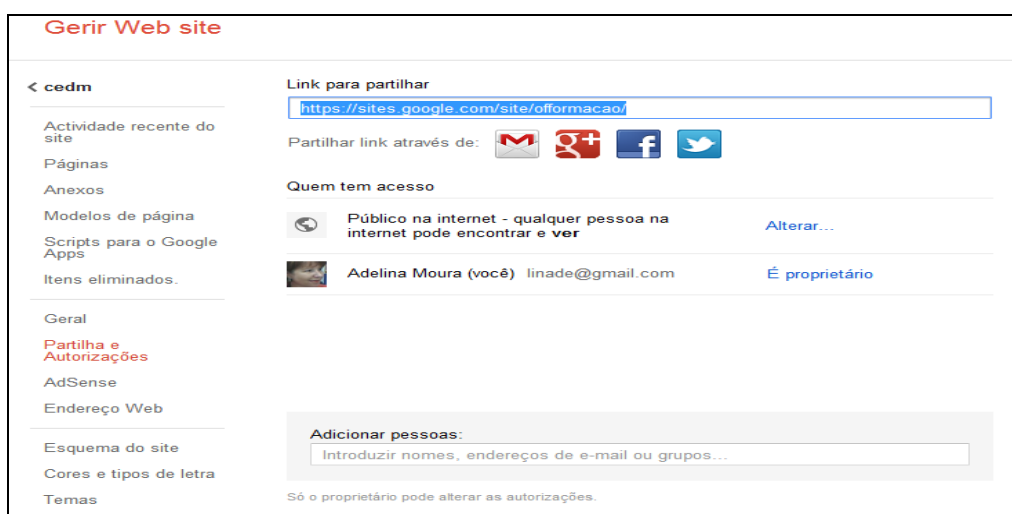 Gerir Web site
< cedm
Actividade recente do
site
Páginas
Anexos
Modelos de página
Scripts para o Google
Apps
Itens eliminados.
Geral
Partilha e
Autorizações
AdSense
Endereço Web
Esquema do site
Cores e tipos de letra
Temas
Link para partilhar
https://sites.google.com/site/offormacao/
Partilhar link através de:
Quem tem acesso
Público na internet - qualquer pessoa na
internet pode encontrar e ver
Alterar...
Adelina Moura (você) linade@gmail.com
É proprietário
Adicionar pessoas:
Introduzir nomes, endereços de e-mail ou grupos...
Só o proprietário pode alterar as autorizações.